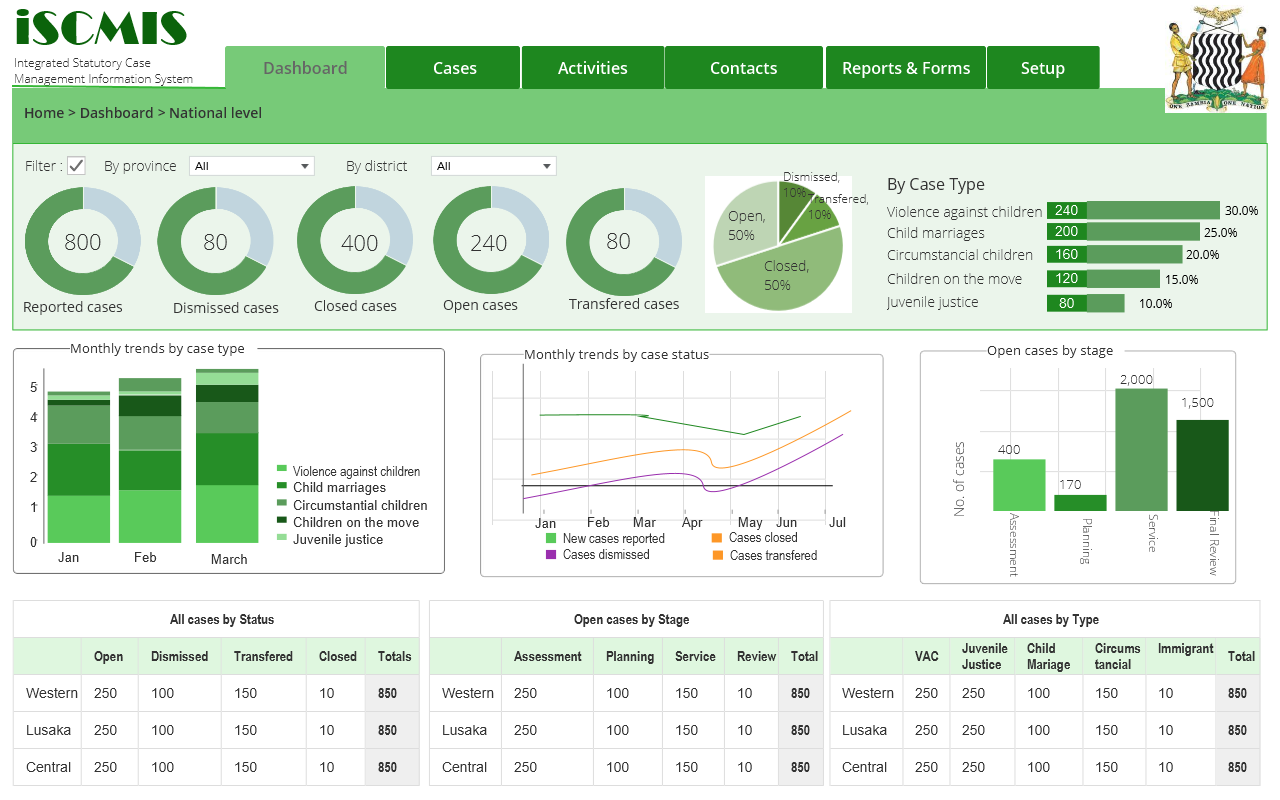 iSCMIS
Integrated Statutory Case
Management Information System
Dashboard
Cases
Activities
Contacts
Reports & Forms
Setup
ONE ZAMBIA ONE NATION
Home > Dashboard > National level
Filter :
By province
All
By district
All
800
Reported cases
80
Dismissed cases
400
Closed cases
240
Open cases
80
Transfered cases
Dismissed,
10%
Transfered,
10%
Open,
50%
Closed,
50%
By Case Type
Violence against children 240 30.0%
Child marriages 200 25.0%
Circumstancial children 160 20.0%
Children on the move 120 15.0%
Juvenile justice 80 10.0%
Monthly trends by case type
5
4
3
2
1
0
Jan Feb March
Violence against children
Child marriages
Circumstantial children
Children on the move
Juvenile justice
Monthly trends by case status
Jan Feb Mar Apr May Jun Jul
New cases reported
Cases closed
Cases dismissed
Cases transfered
Open cases by stage
No. of cases
400
170
2,000
1,500
Assessment
Planning
Service
Final Review
All cases by Status
Open Dismissed Transfered Closed Totals
Western 250 100 150 10 850
Lusaka 250 100 150 10 850
Central 250 100 150 10 850
Open cases by Stage
Assessment Planning Service Review Total
Western 250 100 150 10 850
Lusaka 250 100 150 10 850
Central 250 100 150 10 850
All cases by Type
VAC Juvenile Justice Child Mariage Circums tancial Immigrant Total
Western 250 250 100 150 10 850
Lusaka 250 250 100 150 10 850
Central 250 250 100 150 10 850